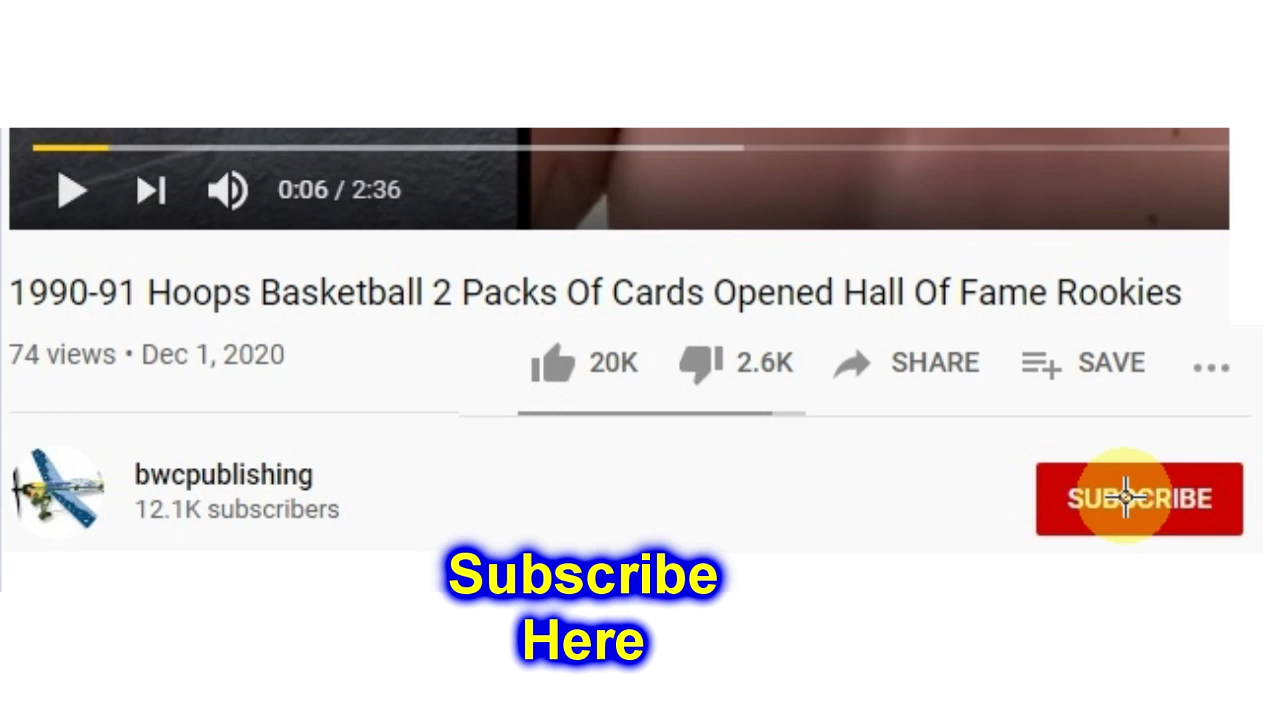 0:06 / 2:36
1990-91 Hoops Basketball 2 Packs Of Cards Opened Hall Of Fame Rookies
74 views • Dec 1, 2020
20K 2.6K SHARE SAVE
bwcpublishing
12.1K subscribers
SUBSCRIBE
Subscribe
Here